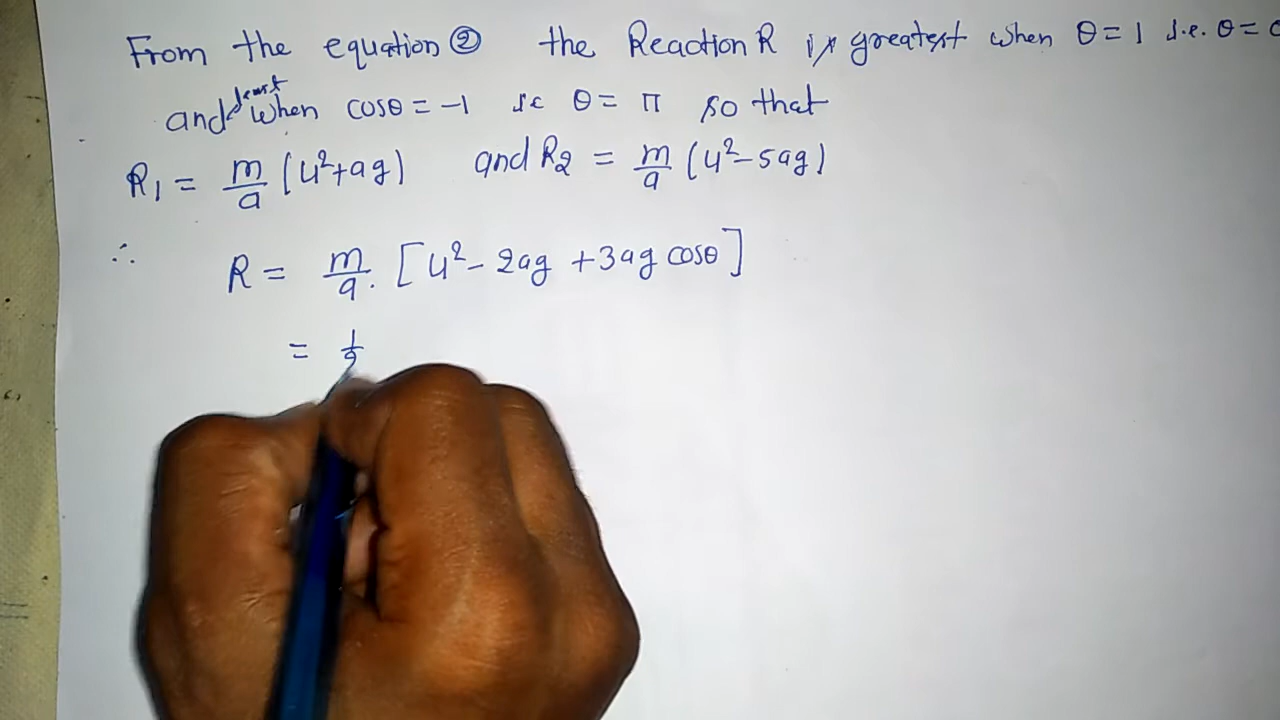 From the equation ② the Reaction R is greatest when θ = 1 i.e. θ = 0
and least when cosθ = -1 ie θ = π so that
R₁ = m/a (u²+ag) and R₂ = m/a (u²-5ag)
∴ R = m/a. [u² - 2ag + 3ag cosθ]
= 1/2